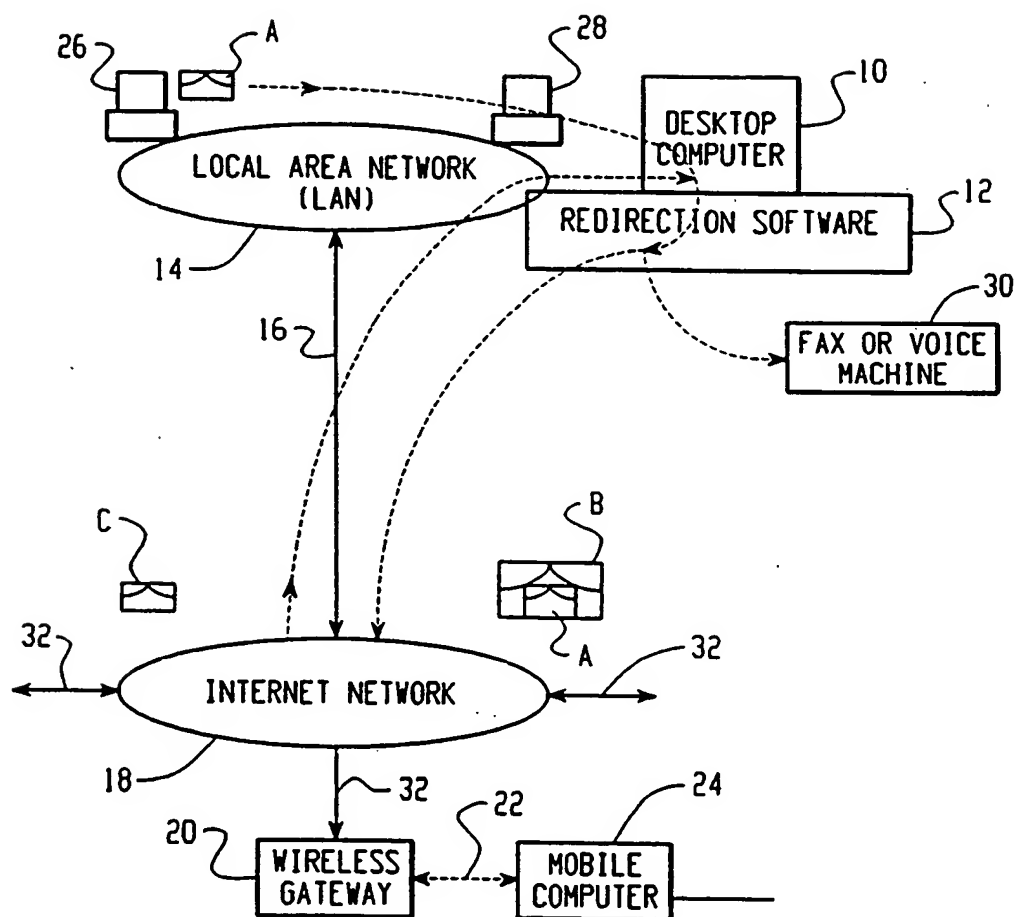 26
A
28
10
DESKTOP
COMPUTER
LOCAL AREA NETWORK
(LAN)
12
REDIRECTION SOFTWARE
14
16
30
FAX OR VOICE
MACHINE
C
B
A
32
32
INTERNET NETWORK
18
32
20
22
24
WIRELESS
GATEWAY
MOBILE
COMPUTER